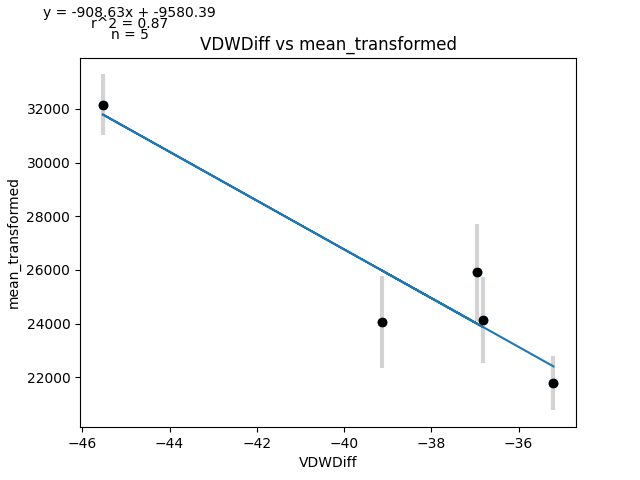 y = -908.63x + -9580.39
r^2 = 0.87
n = 5
VDWDiff vs mean_transformed
mean_transformed
32000
30000
28000
26000
24000
22000
−46
−44
−42
−40
−38
−36
VDWDiff